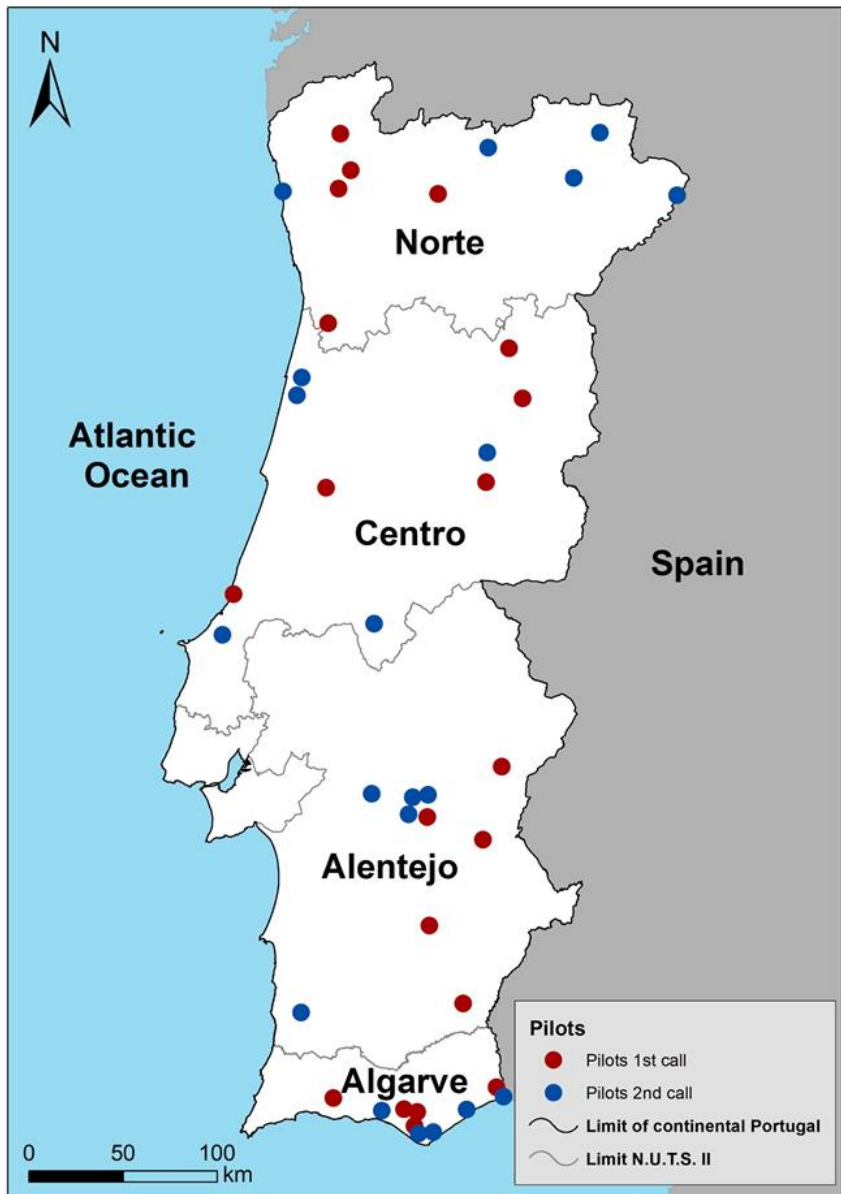 N
Norte
Atlantic
Ocean
Centro
Spain
Alentejo
Algarve
Pilots
Pilots 1st call
Pilots 2nd call
Limit of continental Portugal
Limit N.U.T.S. II
0 50 100
km